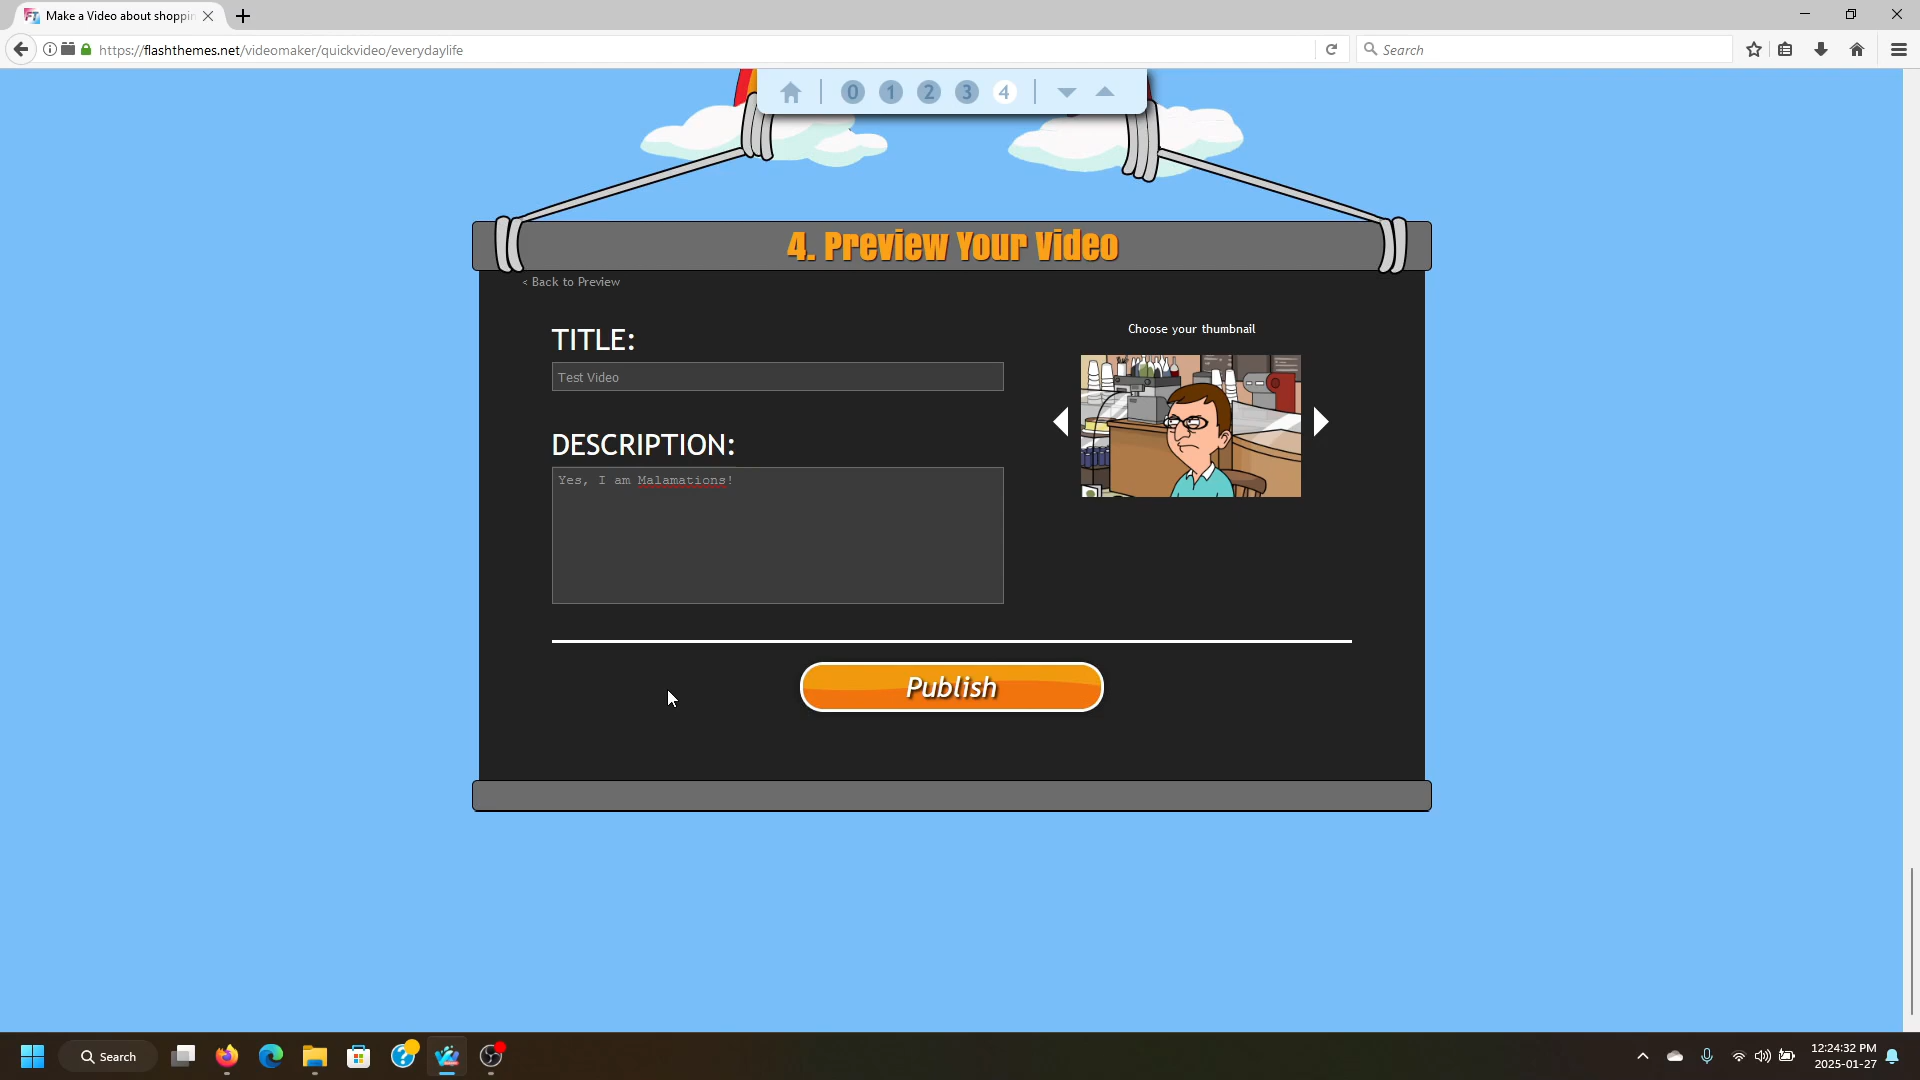 Make a Video about shoppin
https://flashthemes.net/videomaker/quickvideo/everydaylife
Search
0 1 2 3 4
4. Preview Your Video
< Back to Preview
TITLE:
Test Video
Choose your thumbnail
DESCRIPTION:
Yes, I am Malamations!
Publish
Search
12:24:32 PM
2025-01-27